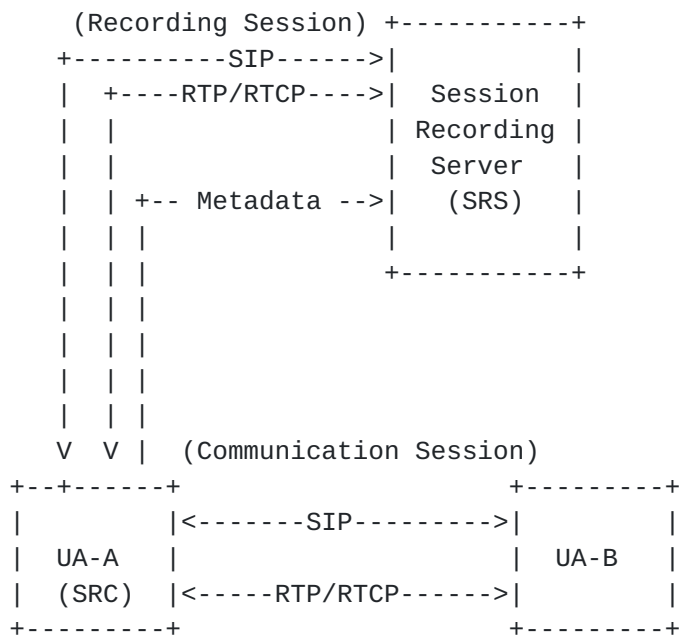 (Recording Session) +-----------+
+----------SIP------>|           |
|  +----RTP/RTCP---->|  Session  |
|  |                 | Recording |
|  |                 |  Server   |
|  | +-- Metadata -->|   (SRS)   |
|  | |               |           |
|  | |               +-----------+
|  | |
|  | |
|  | |
|  | |
V  V |  (Communication Session)
+--+------+                    +---------+
|         |<-------SIP-------->|         |
|  UA-A   |                    |  UA-B   |
|  (SRC)  |<-----RTP/RTCP----->|         |
+---------+                    +---------+